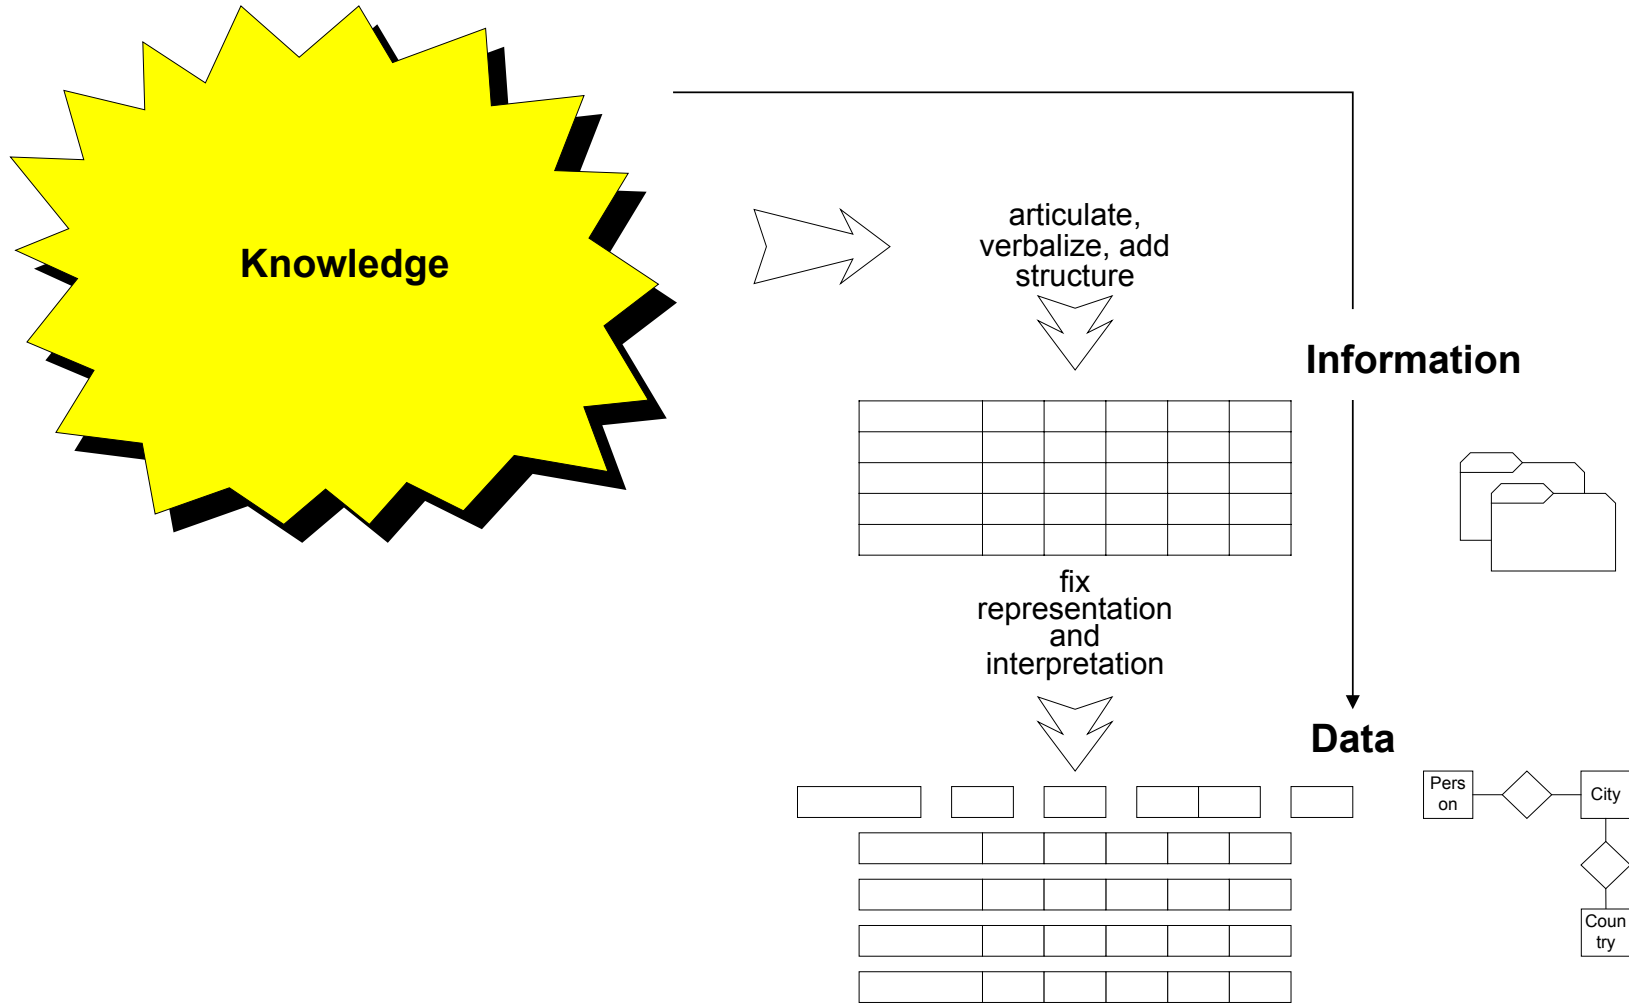 Knowledge
articulate,
verbalize, add
structure
Information
fix
representation
and
interpretation
Data
Pers
on
City
Coun
try